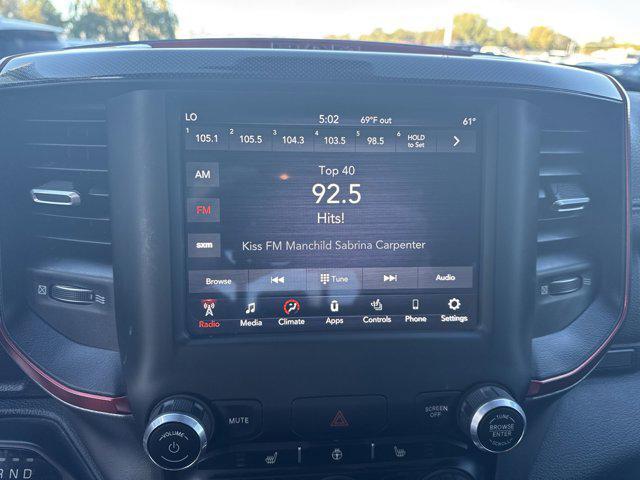 LO 5:02 69°F out 61°
1 105.1 2 105.5 3 104.3 4 103.5 5 98.5 6 HOLD to Set
AM
Top 40
92.5
FM
Hits!
sxm
Kiss FM Manchild Sabrina Carpenter
Browse Tune Audio
Radio Media Climate Apps Controls Phone Settings
VOLUME
MUTE
SCREEN OFF
TUNE
BROWSE
ENTER
R N D